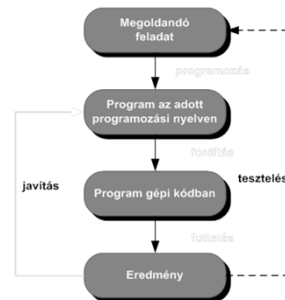 Megoldandó
feladat
programozás
Program az adott
programozási nyelven
fordítás
javítás
Program gépi kódban
tesztelés
futtatás
Eredmény